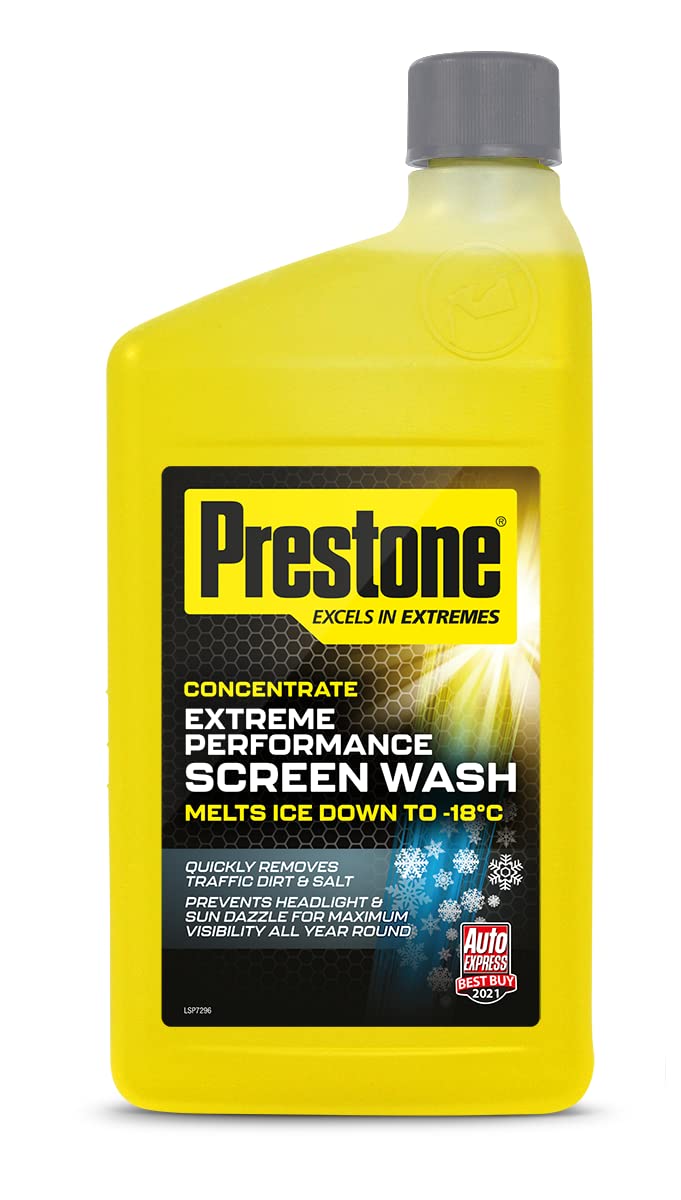 Prestone®
EXCELS IN EXTREMES
CONCENTRATE
EXTREME
PERFORMANCE
SCREEN WASH
MELTS ICE DOWN TO -18°C
QUICKLY REMOVES
TRAFFIC DIRT & SALT
PREVENTS HEADLIGHT &
SUN DAZZLE FOR MAXIMUM
VISIBILITY ALL YEAR ROUND
Auto
EXPRESS
BEST BUY
2021
LSP7296